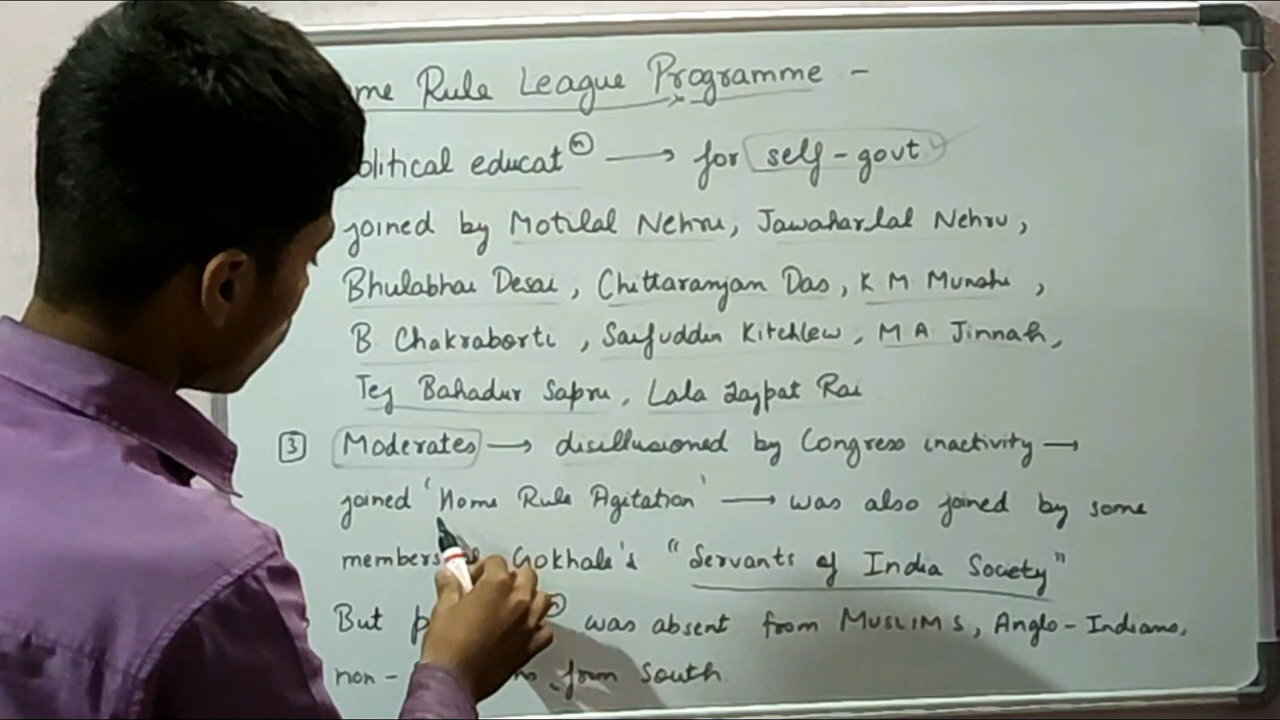 me Rule League Programme -
olitical educatⓝ → for self-govt
joined by Motilal Nehru, Jawaharlal Nehru,
Bhulabhai Desai, Chittaranjan Das, K M Munshi,
B Chakraborti, Saifuddin Kitchlew, M A Jinnah,
Tej Bahadur Sapru, Lala Lajpat Rai
3 Moderates → disillusioned by Congress inactivity →
joined 'Home Rule Agitation' → was also joined by some
members Gokhale's "Servants of India Society"
But p ⓝ was absent from MUSLIMS, Anglo-Indians,
non- from South